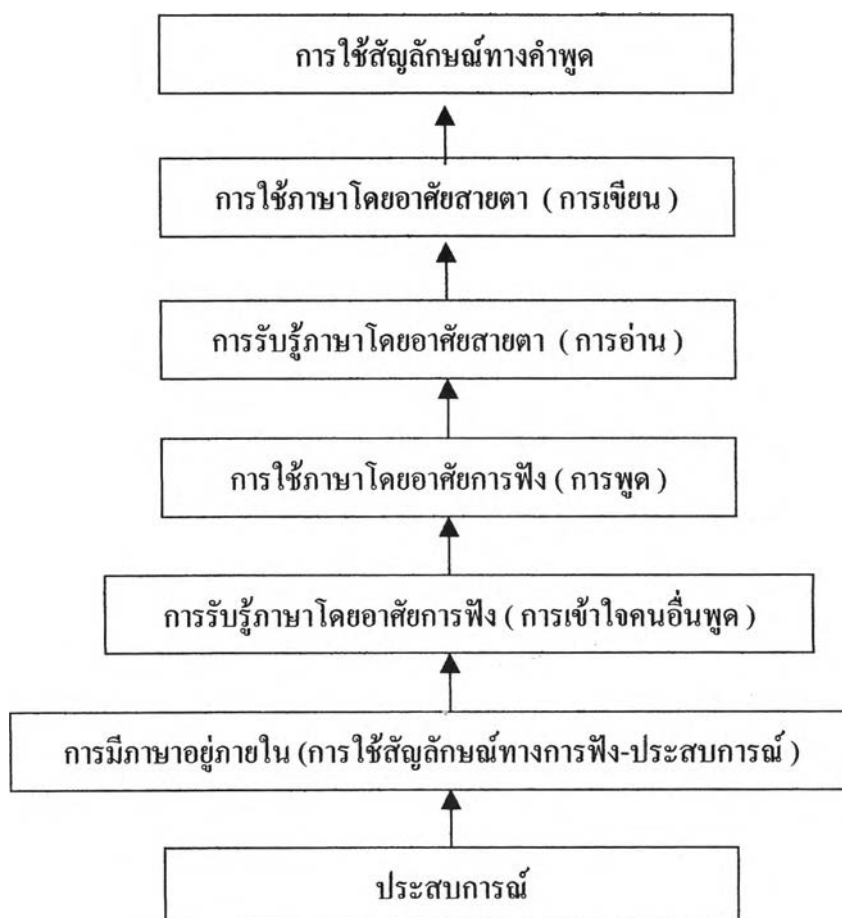 การใช้สัญลักษณ์ทางคำพูด
การใช้ภาษาโดยอาศัยสายตา ( การเขียน )
การรับรู้ภาษาโดยอาศัยสายตา ( การอ่าน )
การใช้ภาษาโดยอาศัยการฟัง ( การพูด )
การรับรู้ภาษาโดยอาศัยการฟัง ( การเข้าใจคนอื่นพูด )
การมีภาษาอยู่ภายใน (การใช้สัญลักษณ์ทางการฟัง-ประสบการณ์ )
ประสบการณ์